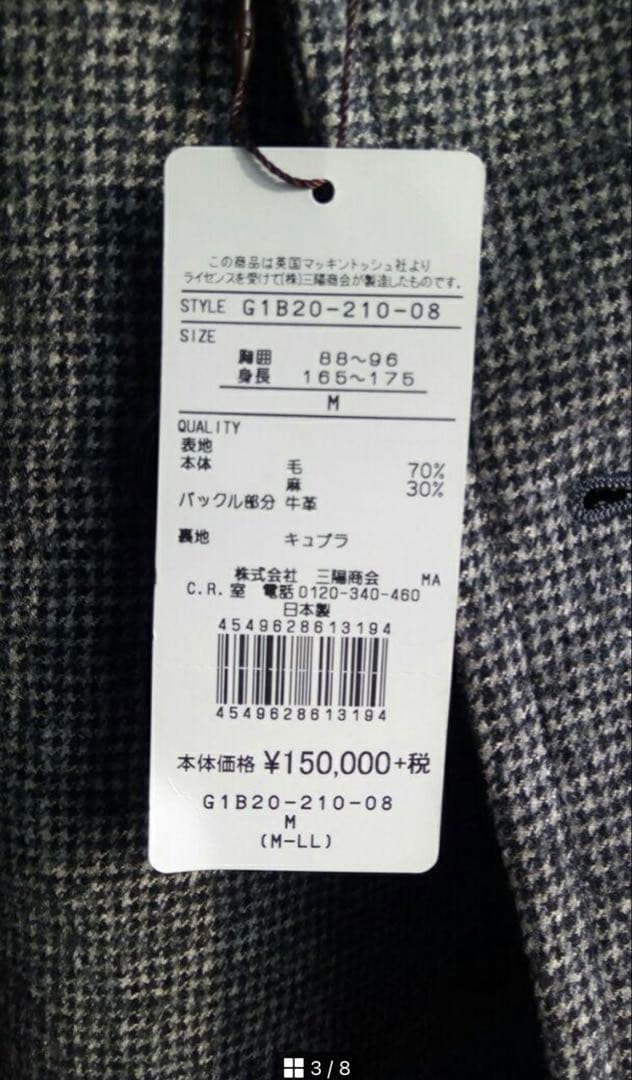 この商品は英国マッキントッシュ社より
ライセンスを受けて(株)三陽商会が製造したものです。
STYLE G1B20-210-08
SIZE
胸囲 88~96
身長 165~175
M
QUALITY
表地
本体 毛 70%
麻 30%
バックル部分 牛革
裏地 キュプラ
株式会社 三陽商会 MA
C.R.室 電話0120-340-460
日本製
4549628613194
4549628613194
本体価格 ¥150,000+税
G1B20-210-08
M
(M-LL)
3/8